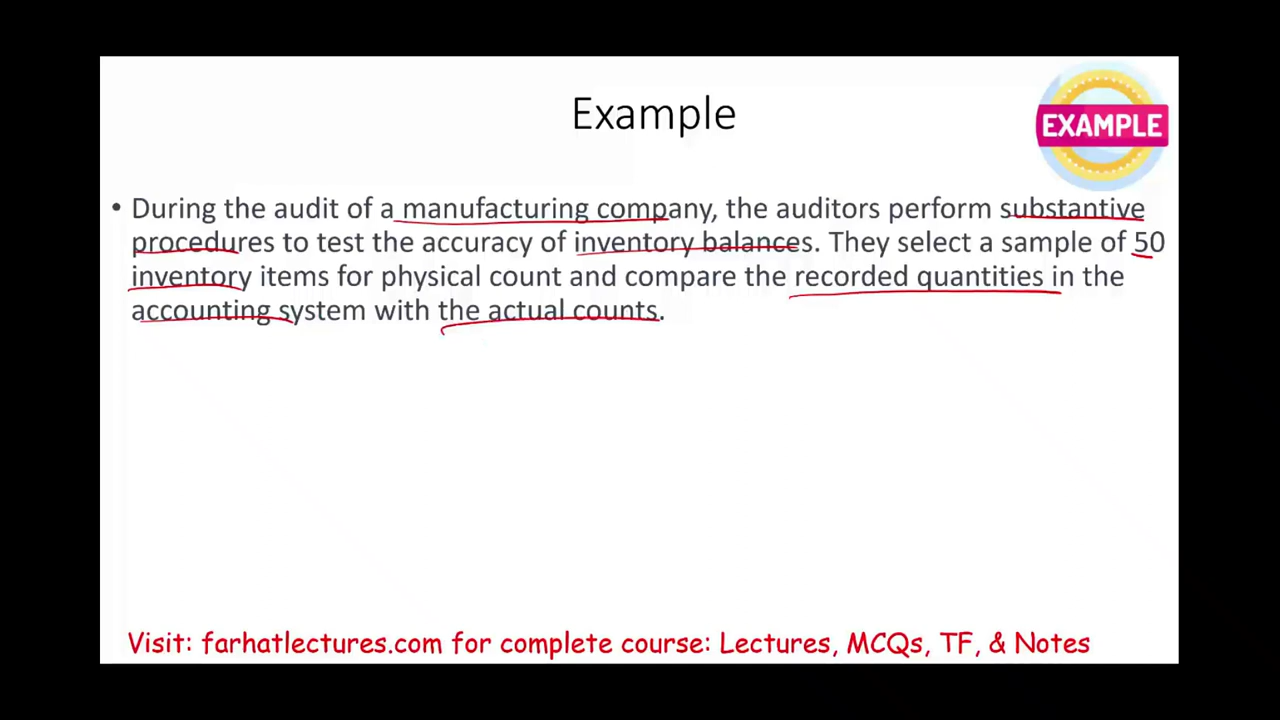 Example
EXAMPLE
• During the audit of a manufacturing company, the auditors perform substantive
procedures to test the accuracy of inventory balances. They select a sample of 50
inventory items for physical count and compare the recorded quantities in the
accounting system with the actual counts.
Visit: farhatlectures.com for complete course: Lectures, MCQs, TF, & Notes